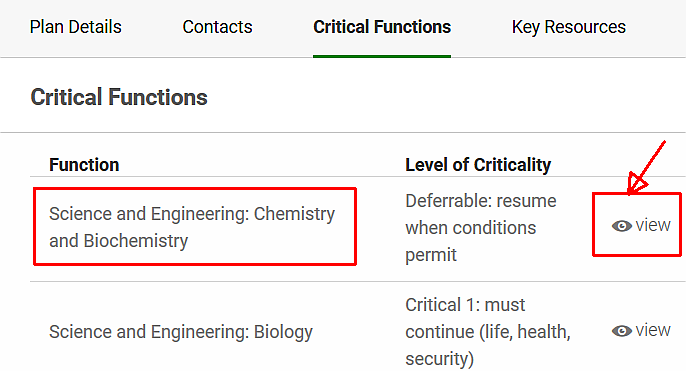 Plan Details Contacts Critical Functions Key Resources
Critical Functions
Function Level of Criticality
Science and Engineering: Chemistry
and Biochemistry
Deferrable: resume
when conditions
permit
view
Science and Engineering: Biology
Critical 1: must
continue (life, health,
security)
view